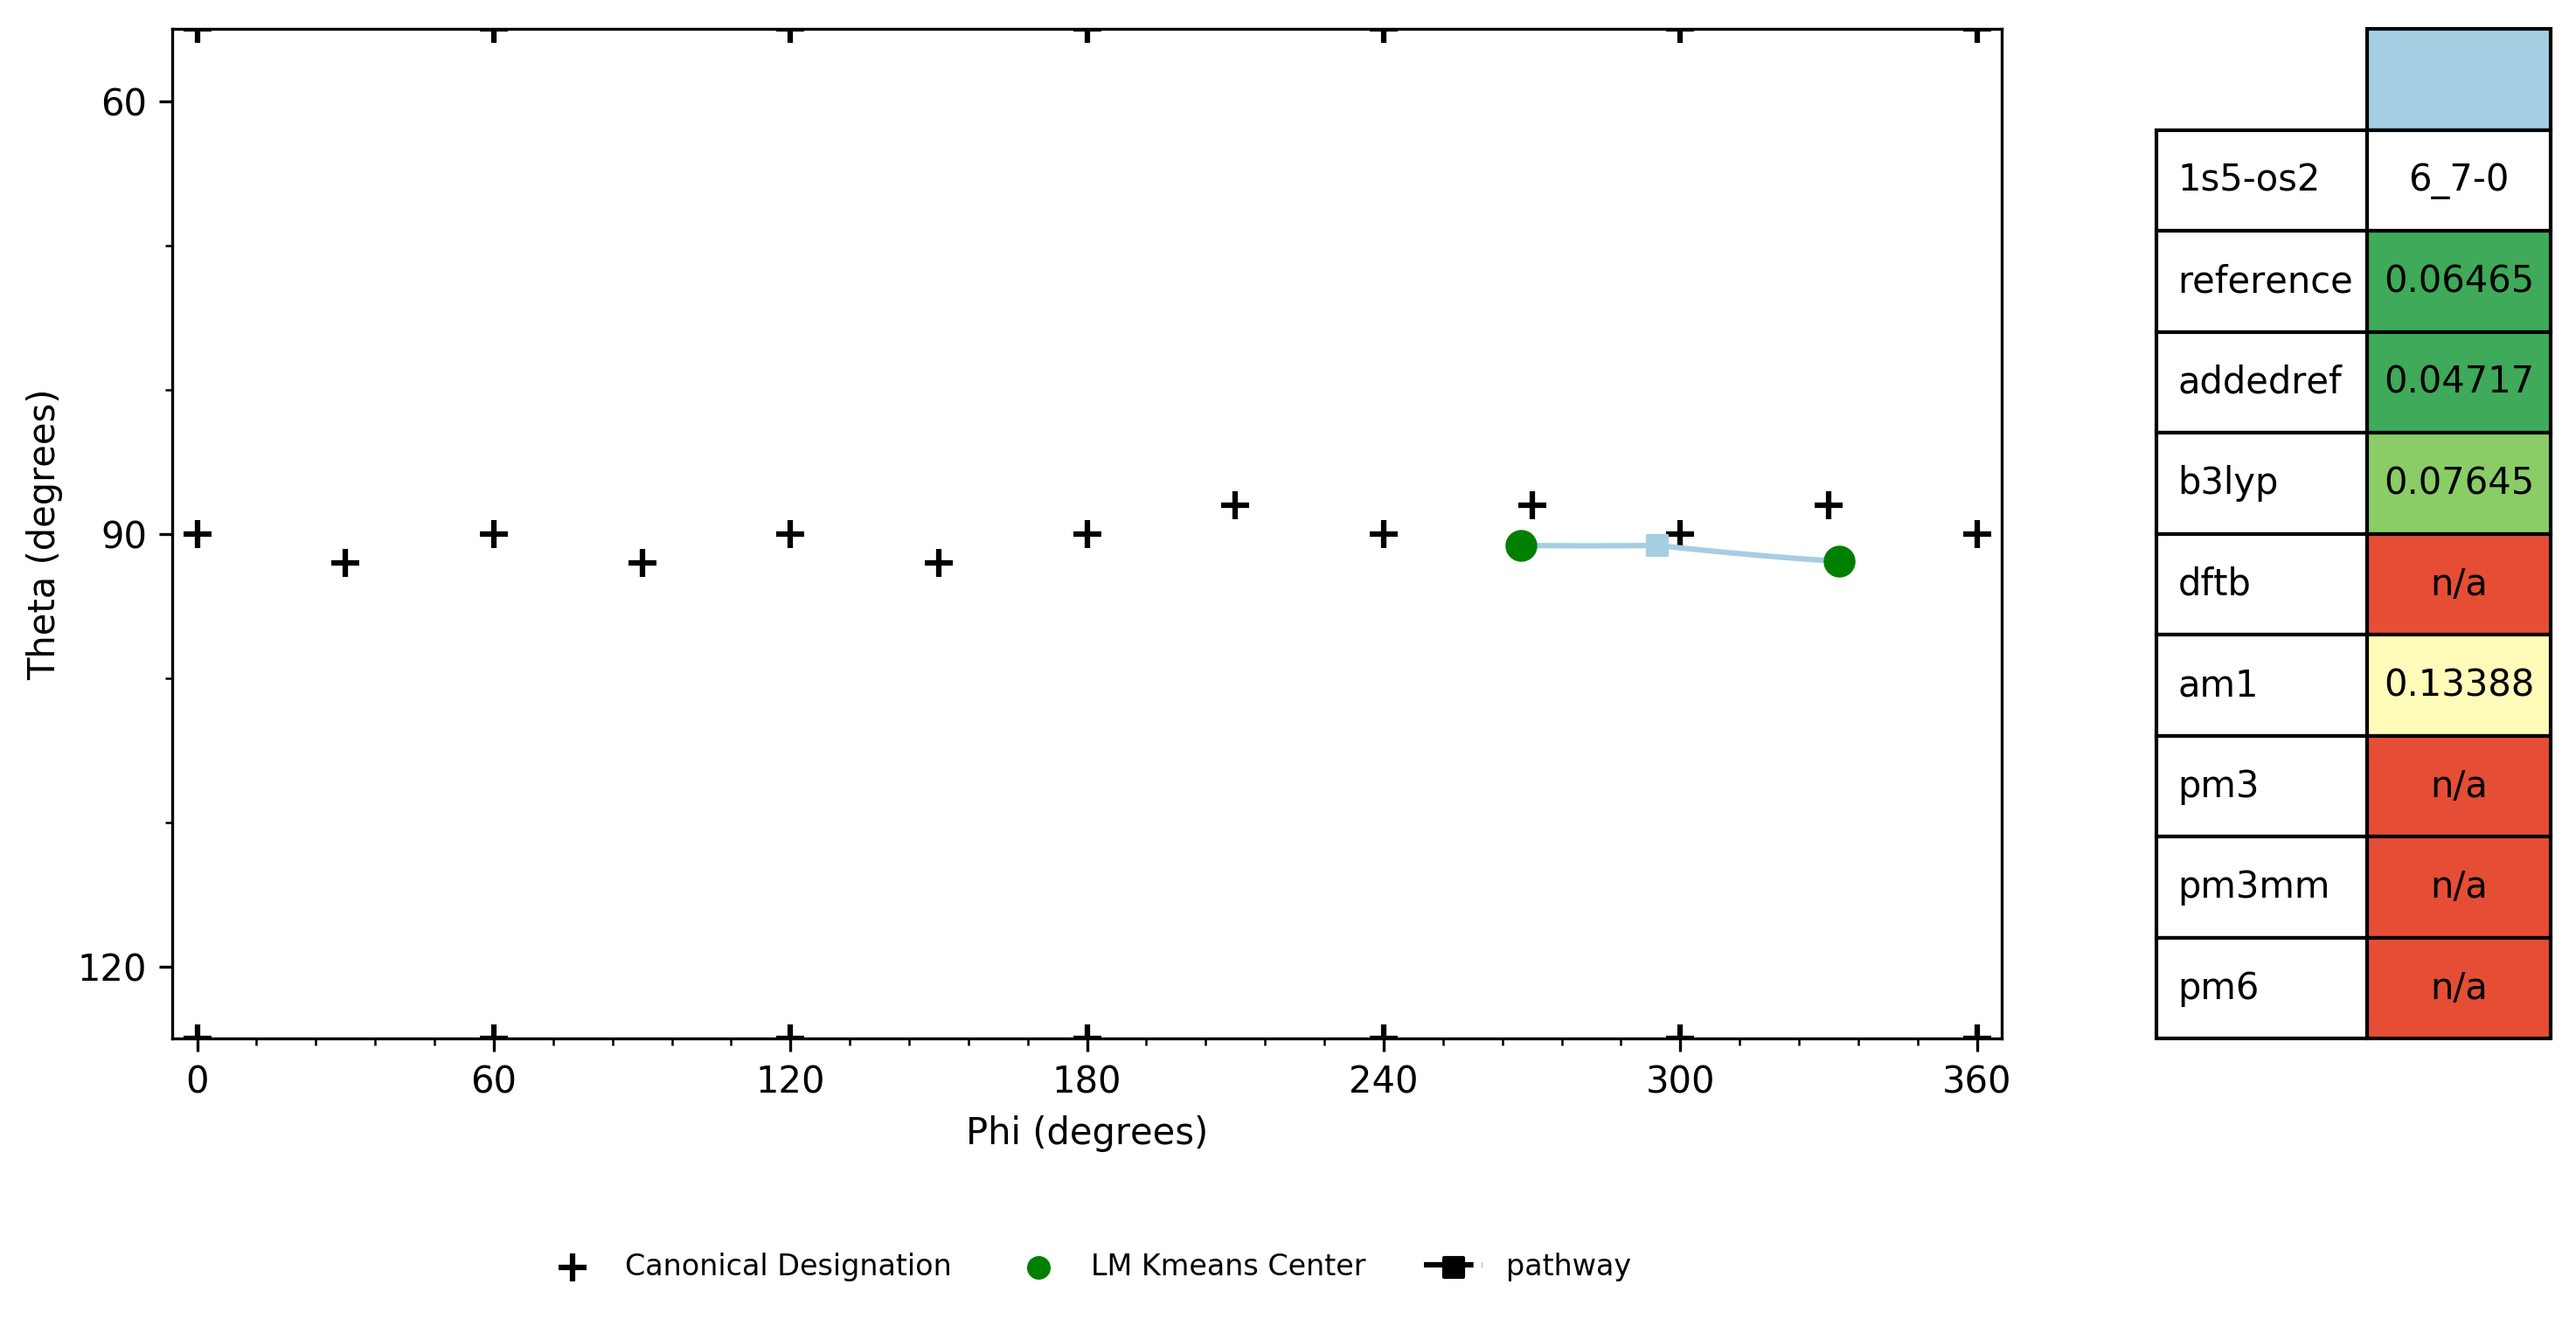 60
90
120
Theta (degrees)
0 60 120 180 240 300 360
Phi (degrees)
Canonical Designation LM Kmeans Center pathway
1s5-os2 6_7-0
reference 0.06465
addedref 0.04717
b3lyp 0.07645
dftb n/a
am1 0.13388
pm3 n/a
pm3mm n/a
pm6 n/a